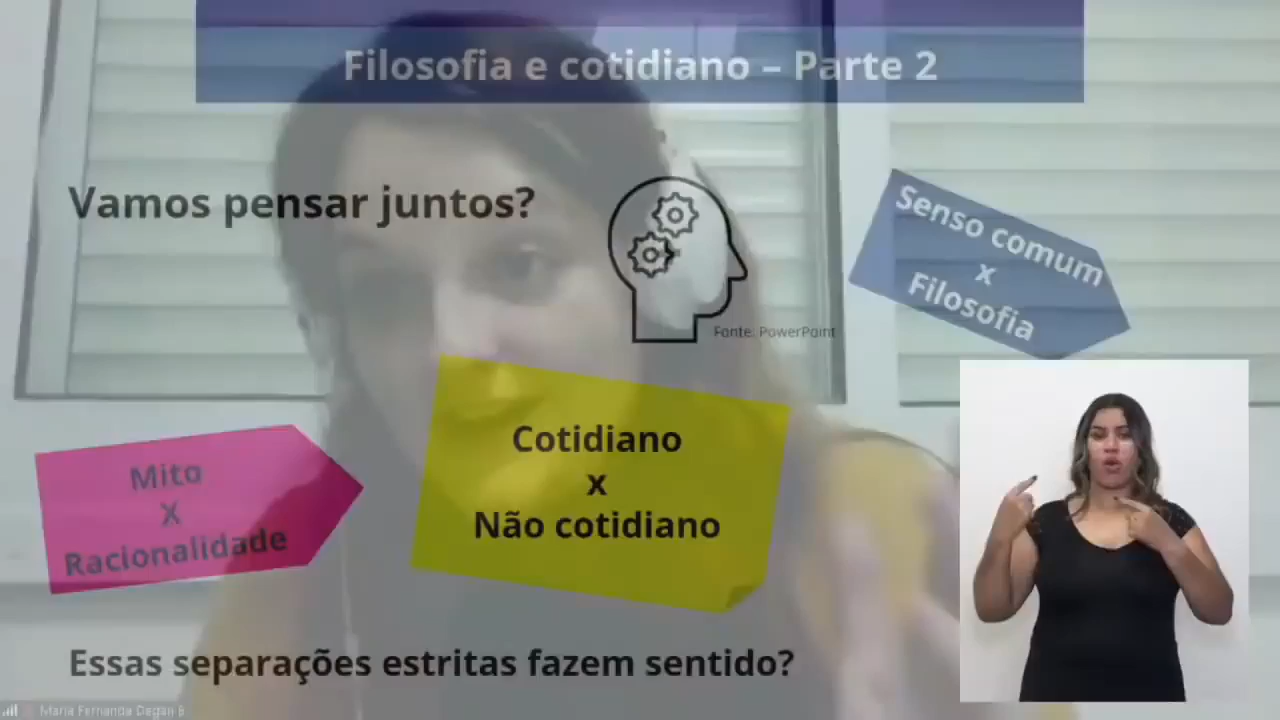 Filosofia e cotidiano – Parte 2
Vamos pensar juntos?
Senso comum
x
Filosofia
Fonte: PowerPoint
Mito
X
Racionalidade
Cotidiano
x
Não cotidiano
Essas separações estritas fazem sentido?
Maria Fernanda